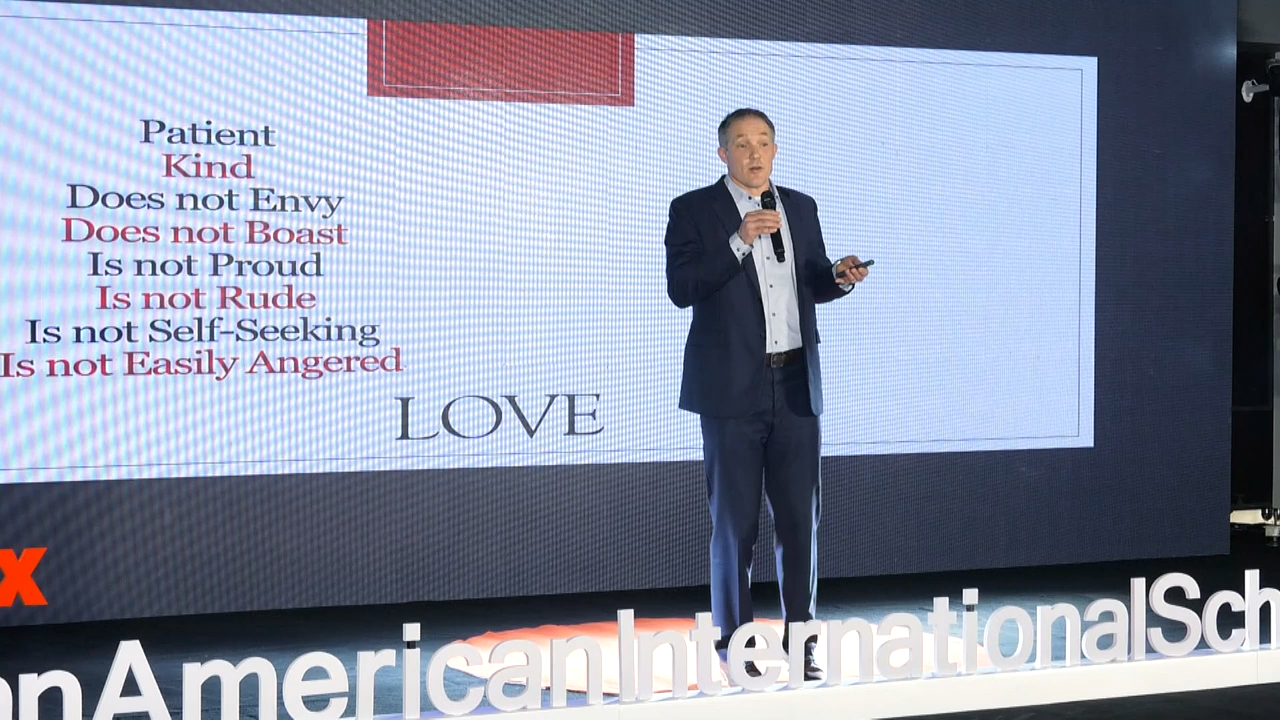 Patient
Kind
Does not Envy
Does not Boast
Is not Proud
Is not Rude
Is not Self-Seeking
Is not Easily Angered
LOVE
x
onAmericanInternationalSch